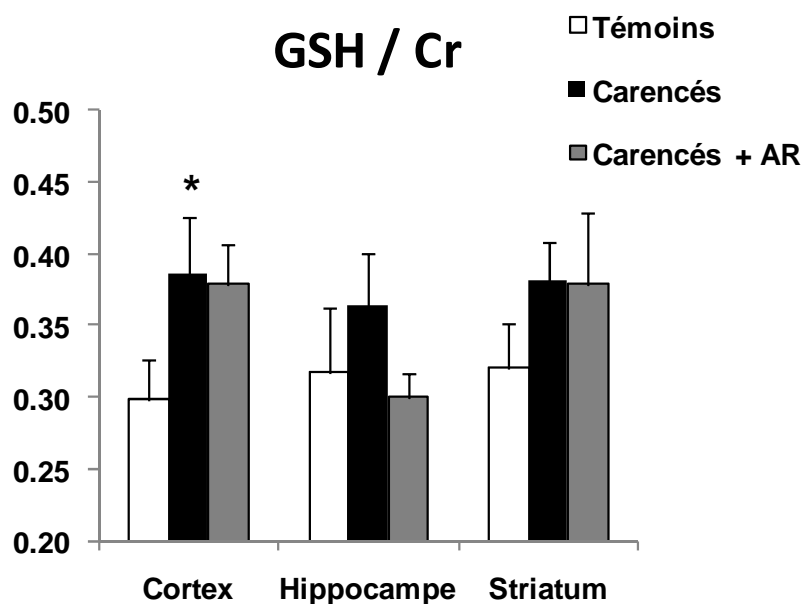 GSH / Cr
Témoins
Carencés
Carencés + AR
0.50
0.45
0.40
0.35
0.30
0.25
0.20
*
Cortex Hippocampe Striatum